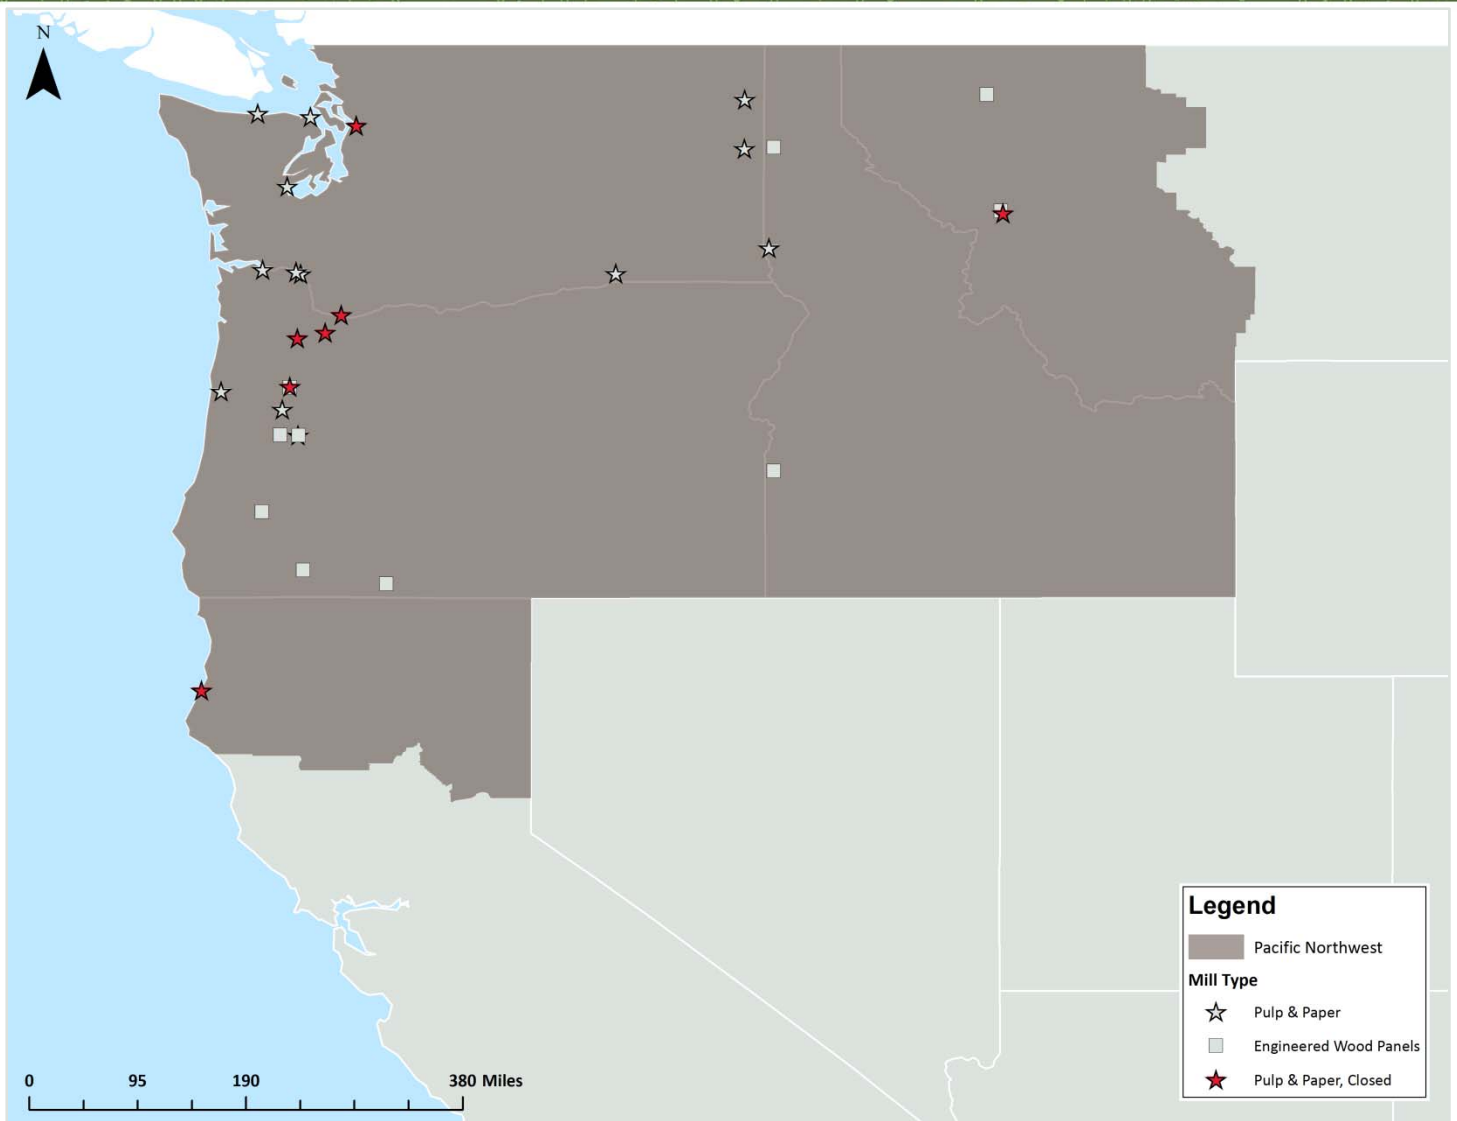 N
Legend
Pacific Northwest
Mill Type
Pulp & Paper
Engineered Wood Panels
Pulp & Paper, Closed
0 95 190 380 Miles